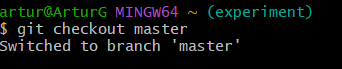 artur@ArturG MINGW64 ~ (experiment)
$ git checkout master
Switched to branch 'master'